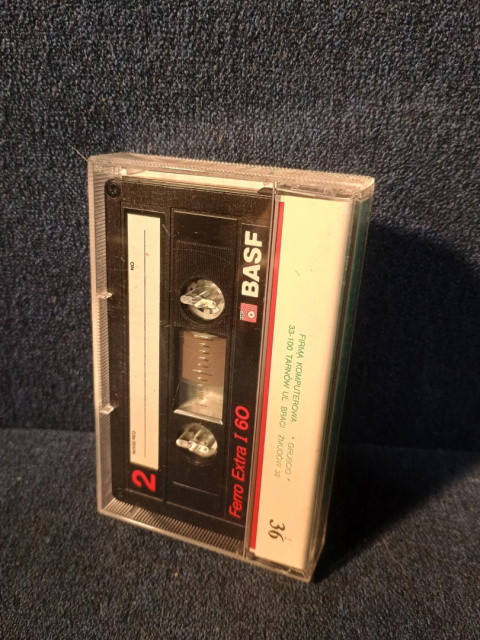 BASF
Ferro Extra I 60
2
FIRMA KOMPUTEROWA
33-100 TARNÓW UL. BRACI
36